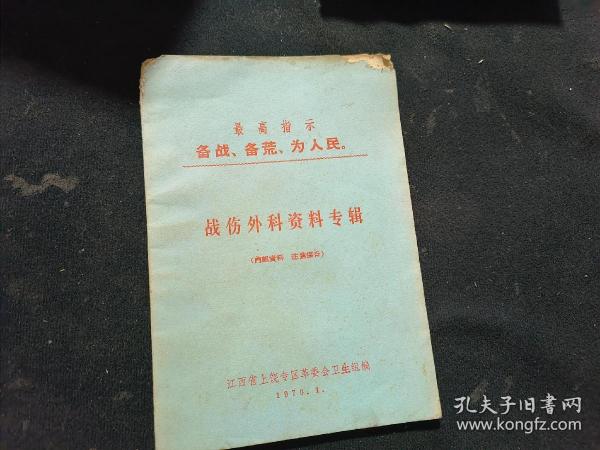 最高指示
备战、备荒、为人民。
战伤外科资料专辑
(内部资料 注意保存)
江西省上饶专区革委会卫生组编
1970.1.
孔夫子旧书网
www.kongfz.com